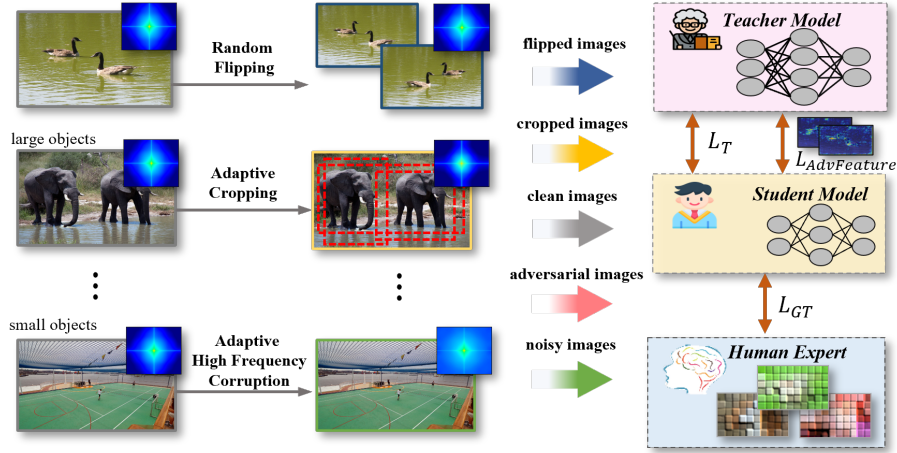 Random
Flipping
large objects
Adaptive
Cropping
small objects
Adaptive
High Frequency
Corruption
flipped images
cropped images
clean images
adversarial images
noisy images
Teacher Model
L_T
L_AdvFeature
Student Model
L_GT
Human Expert